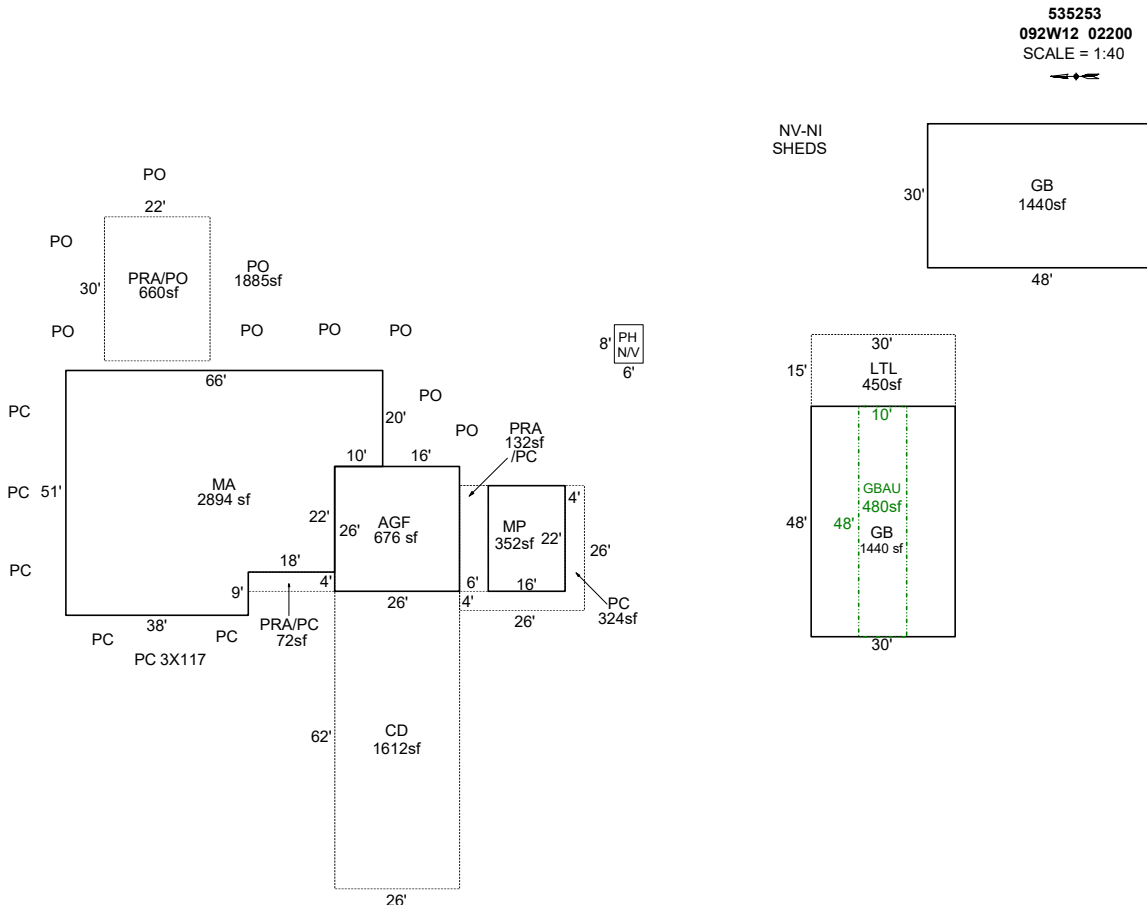 535253
092W12 02200
SCALE = 1:40
NV-NI
SHEDS
GB
1440sf
30'
48'
PO
22'
PO
PRA/PO
660sf
30'
PO
1885sf
PO
PO
PO
PO
66'
PH
N/V
8'
6'
30'
15'
LTL
450sf
10'
GBAU
480sf
48'
48'
GB
1440 sf
30'
PC
PC
51'
PC
MA
2894 sf
20'
PO
PO
PRA
132sf
/PC
10'
16'
22'
26'
AGF
676 sf
4'
MP
352sf
22'
26'
18'
4'
9'
6'
16'
38'
26'
4'
26'
PC
324sf
PRA/PC
72sf
PC
PC
PC 3X117
62'
CD
1612sf
26'